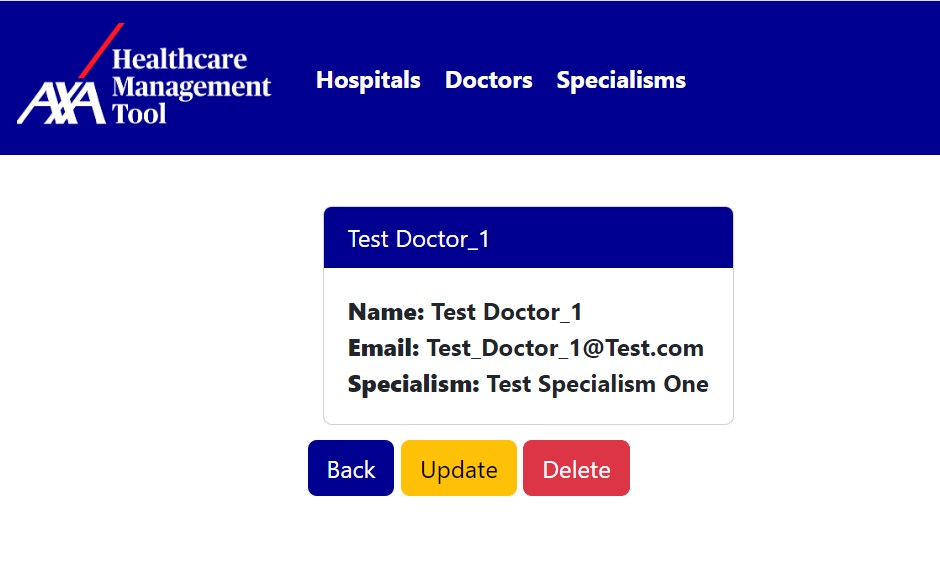 AXA
Healthcare
Management
Tool
Hospitals Doctors Specialisms
Test Doctor_1
Name: Test Doctor_1
Email: Test_Doctor_1@Test.com
Specialism: Test Specialism One
Back Update Delete